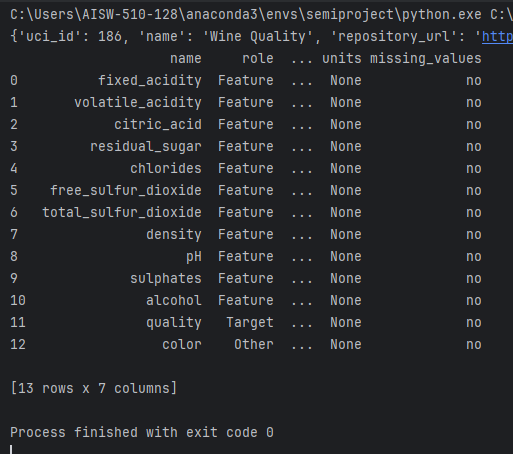 C:\Users\AISW-510-128\anaconda3\envs\semiproject\python.exe C:\
{'uci_id': 186, 'name': 'Wine Quality', 'repository_url': 'http
name role ... units missing_values
0 fixed_acidity Feature ... None no
1 volatile_acidity Feature ... None no
2 citric_acid Feature ... None no
3 residual_sugar Feature ... None no
4 chlorides Feature ... None no
5 free_sulfur_dioxide Feature ... None no
6 total_sulfur_dioxide Feature ... None no
7 density Feature ... None no
8 pH Feature ... None no
9 sulphates Feature ... None no
10 alcohol Feature ... None no
11 quality Target ... None no
12 color Other ... None no
[13 rows x 7 columns]
Process finished with exit code 0